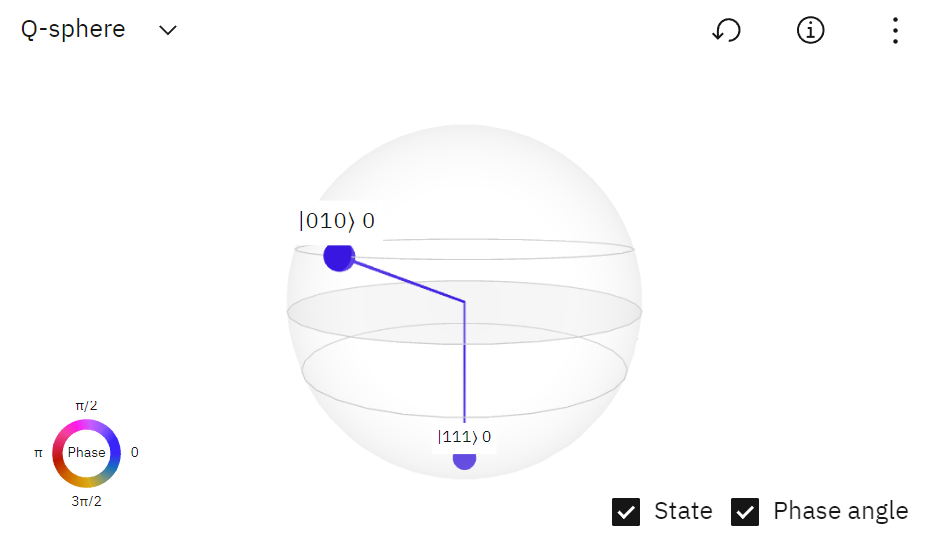 Q-sphere
|010⟩ 0
|111⟩ 0
π/2
π Phase 0
3π/2
State Phase angle